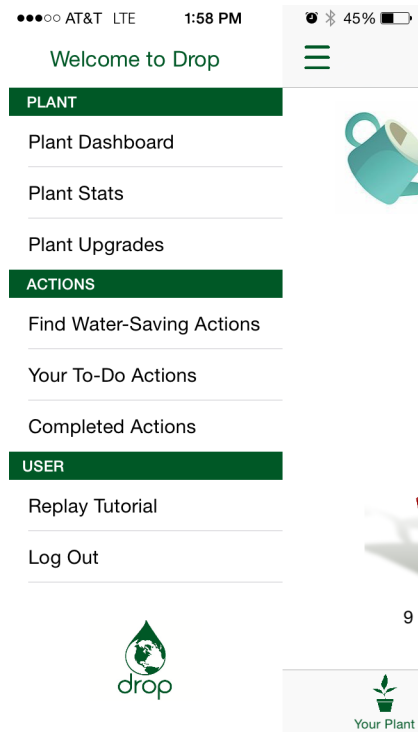 AT&T LTE 1:58 PM 45%
Welcome to Drop
PLANT
Plant Dashboard
Plant Stats
Plant Upgrades
ACTIONS
Find Water-Saving Actions
Your To-Do Actions
Completed Actions
USER
Replay Tutorial
Log Out
drop
9
Your Plant